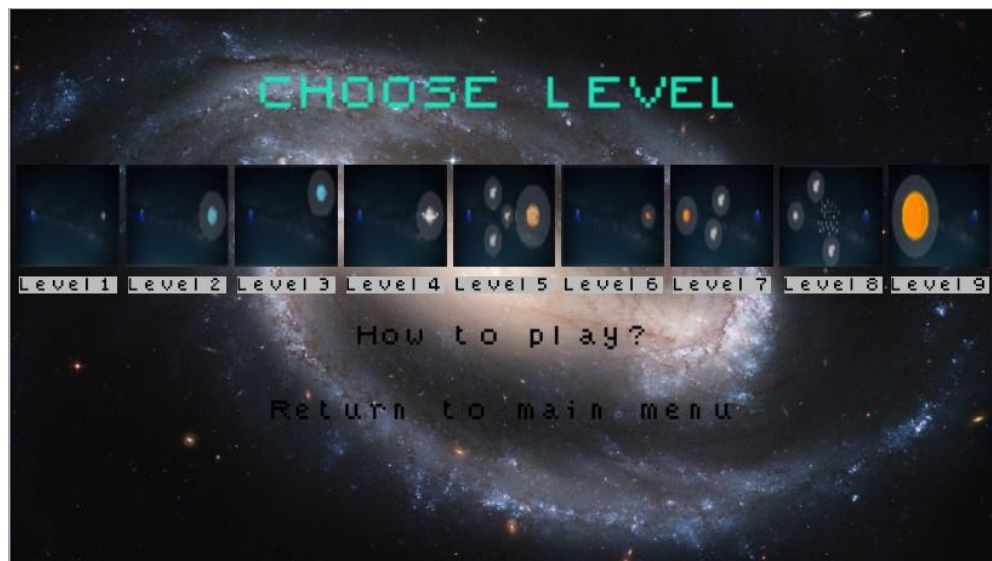 CHOOSE LEVEL
Level 1 Level 2 Level 3 Level 4 Level 5 Level 6 Level 7 Level 8 Level 9
How to play?
Return to main menu